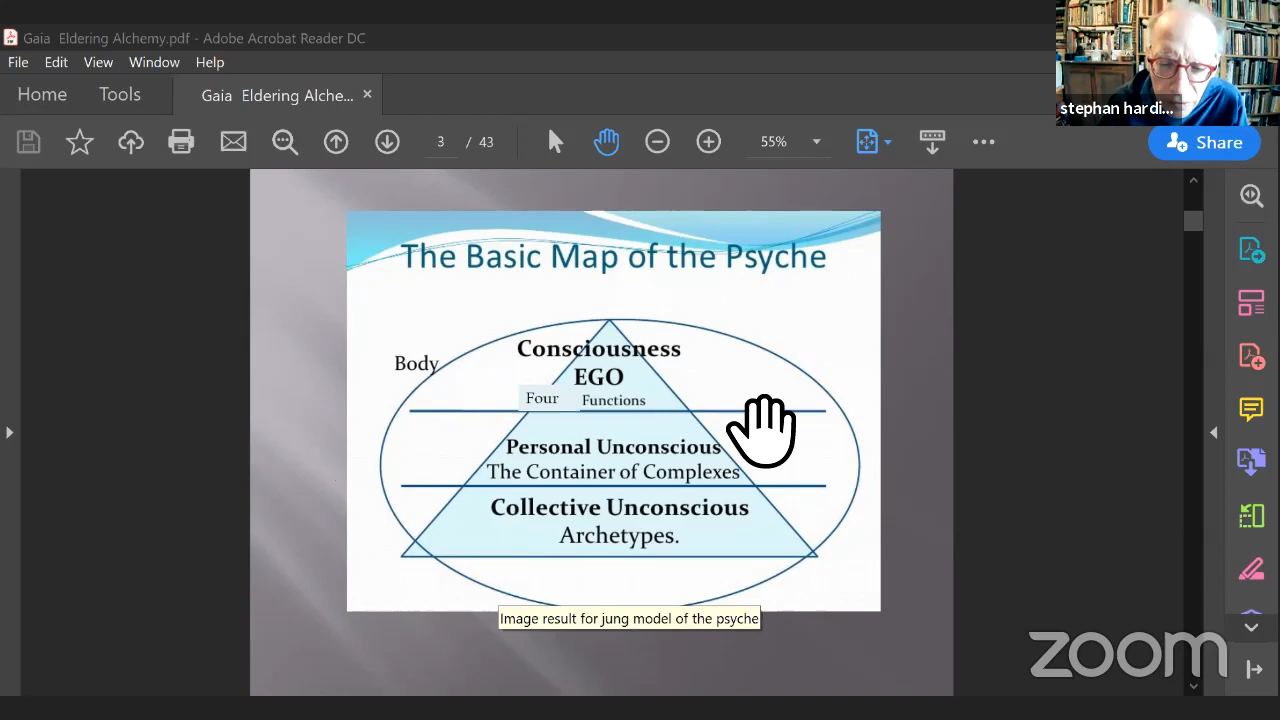 Gaia Eldering Alchemy.pdf - Adobe Acrobat Reader DC
File Edit View Window Help
Home Tools Gaia Eldering Alche... ×
stephan hardi...
3 / 43 55% Share
The Basic Map of the Psyche
Body
Consciousness
EGO
Four Functions
Personal Unconscious
The Container of Complexes
Collective Unconscious
Archetypes.
Image result for jung model of the psyche
zoom